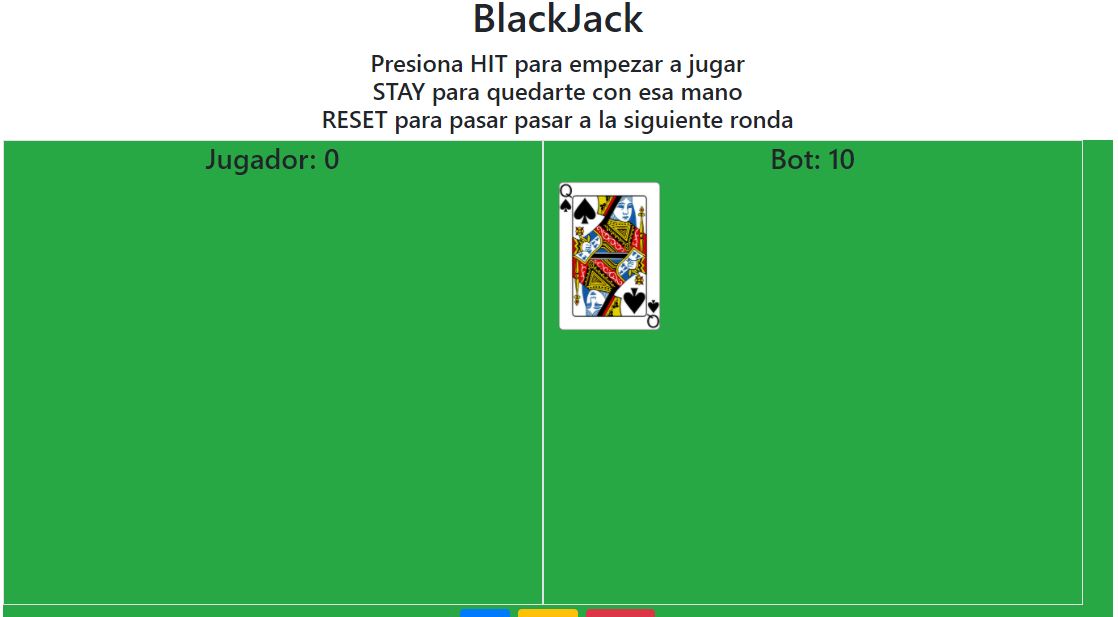 BlackJack
Presiona HIT para empezar a jugar
STAY para quedarte con esa mano
RESET para pasar pasar a la siguiente ronda
Jugador: 0
Bot: 10
Q
Q